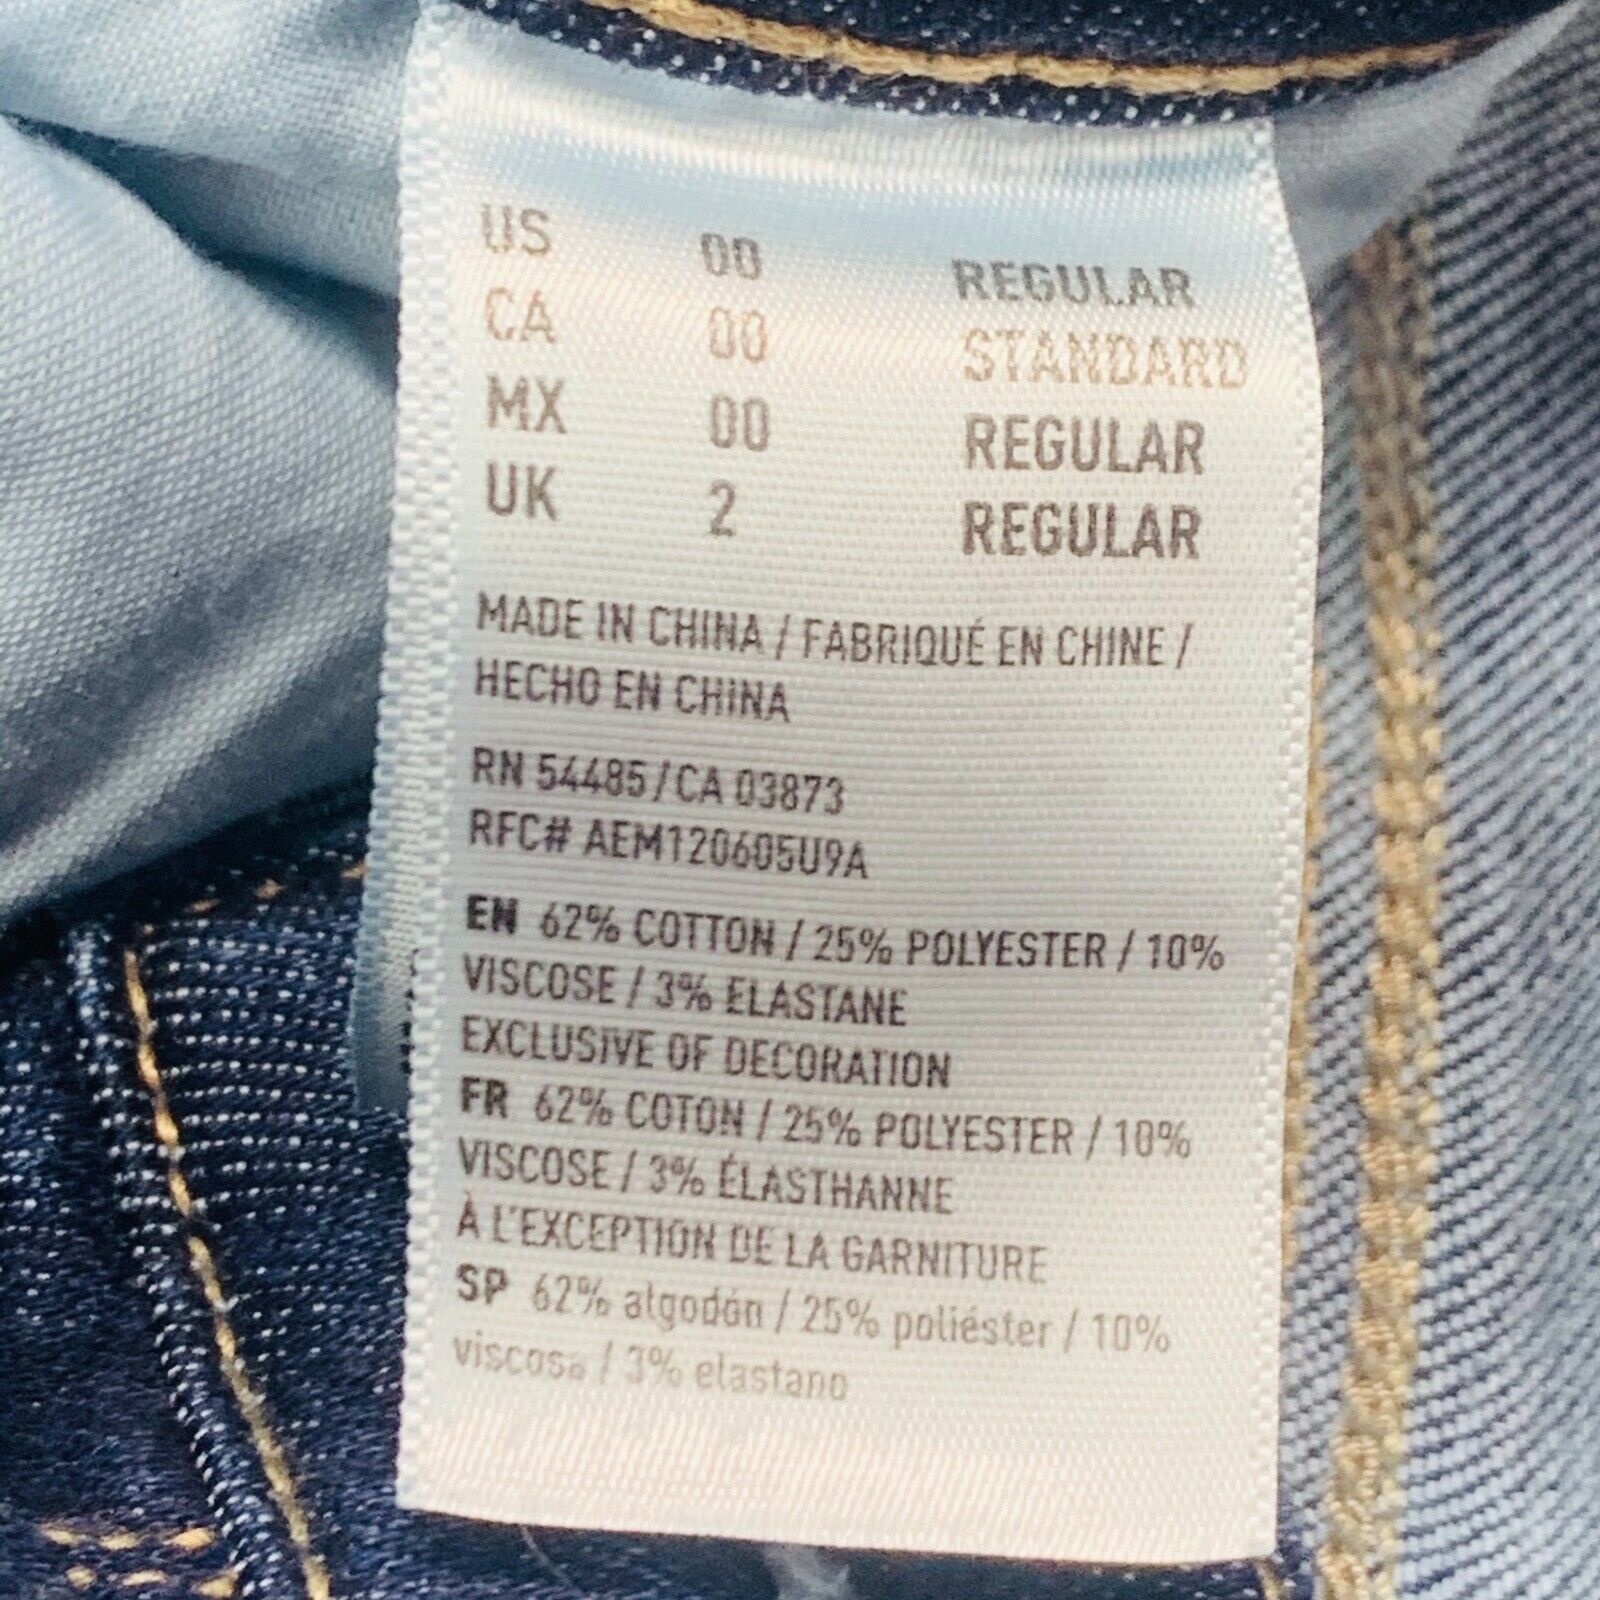 US 00 REGULAR
CA 00 STANDARD
MX 00 REGULAR
UK 2 REGULAR
MADE IN CHINA / FABRIQUÉ EN CHINE /
HECHO EN CHINA
RN 54485 / CA 03873
RFC# AEM120605U9A
EN 62% COTTON / 25% POLYESTER / 10%
VISCOSE / 3% ELASTANE
EXCLUSIVE OF DECORATION
FR 62% COTON / 25% POLYESTER / 10%
VISCOSE / 3% ÉLASTHANNE
À L'EXCEPTION DE LA GARNITURE
SP 62% algodón / 25% poliéster / 10%
viscosa / 3% elastano